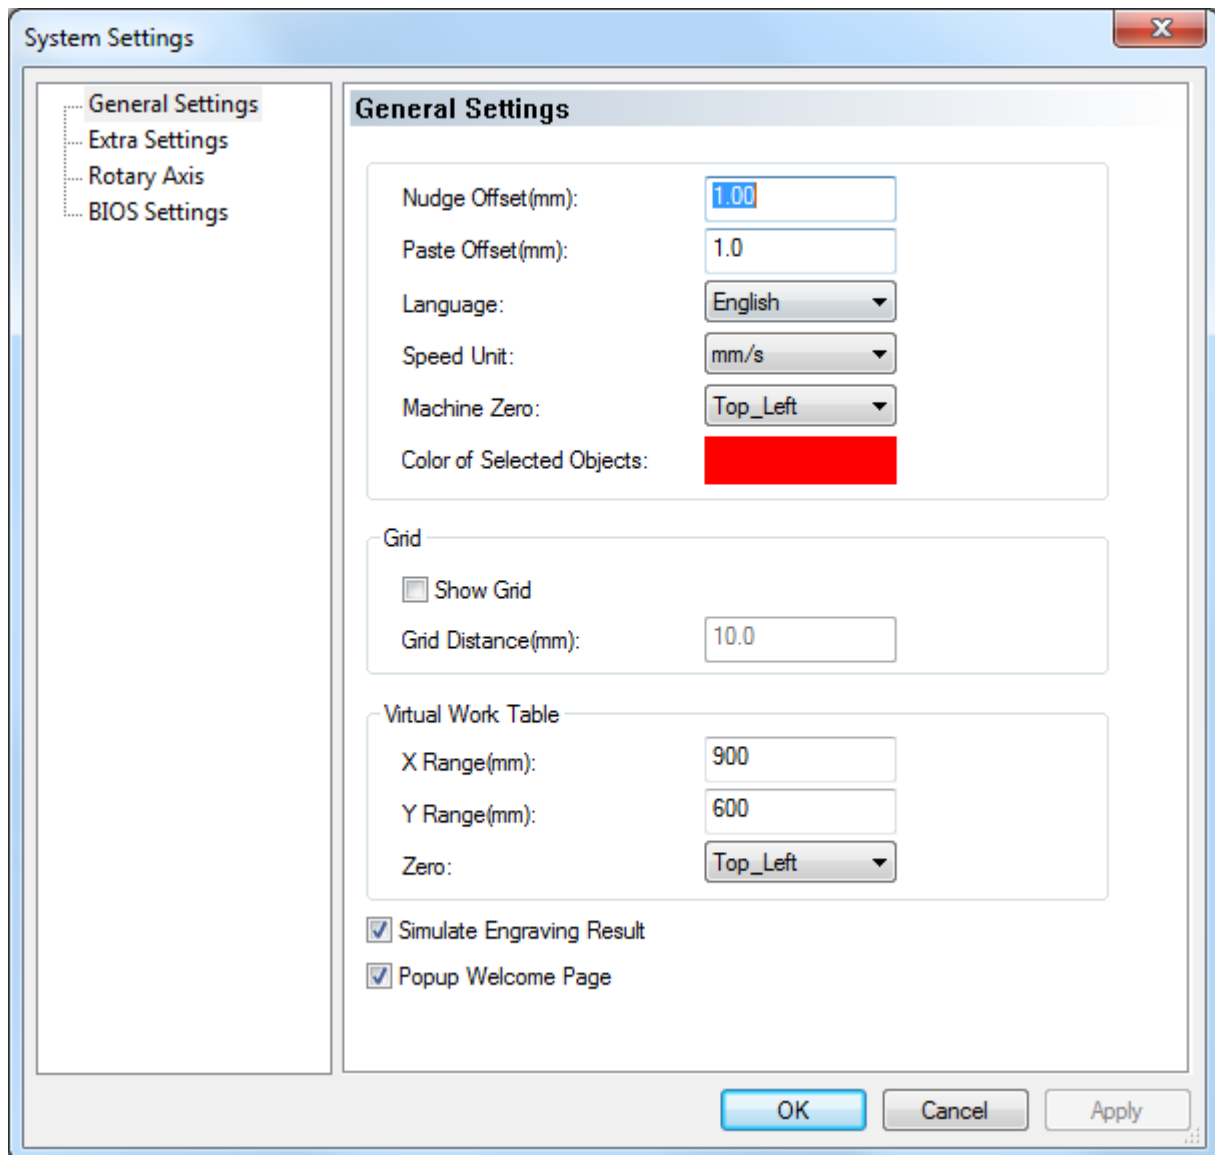 System Settings
General Settings
Extra Settings
Rotary Axis
BIOS Settings
General Settings
Nudge Offset(mm): 1.00
Paste Offset(mm): 1.0
Language: English
Speed Unit: mm/s
Machine Zero: Top_Left
Color of Selected Objects:
Grid
Show Grid
Grid Distance(mm): 10.0
Virtual Work Table
X Range(mm): 900
Y Range(mm): 600
Zero: Top_Left
Simulate Engraving Result
Popup Welcome Page
OK Cancel Apply